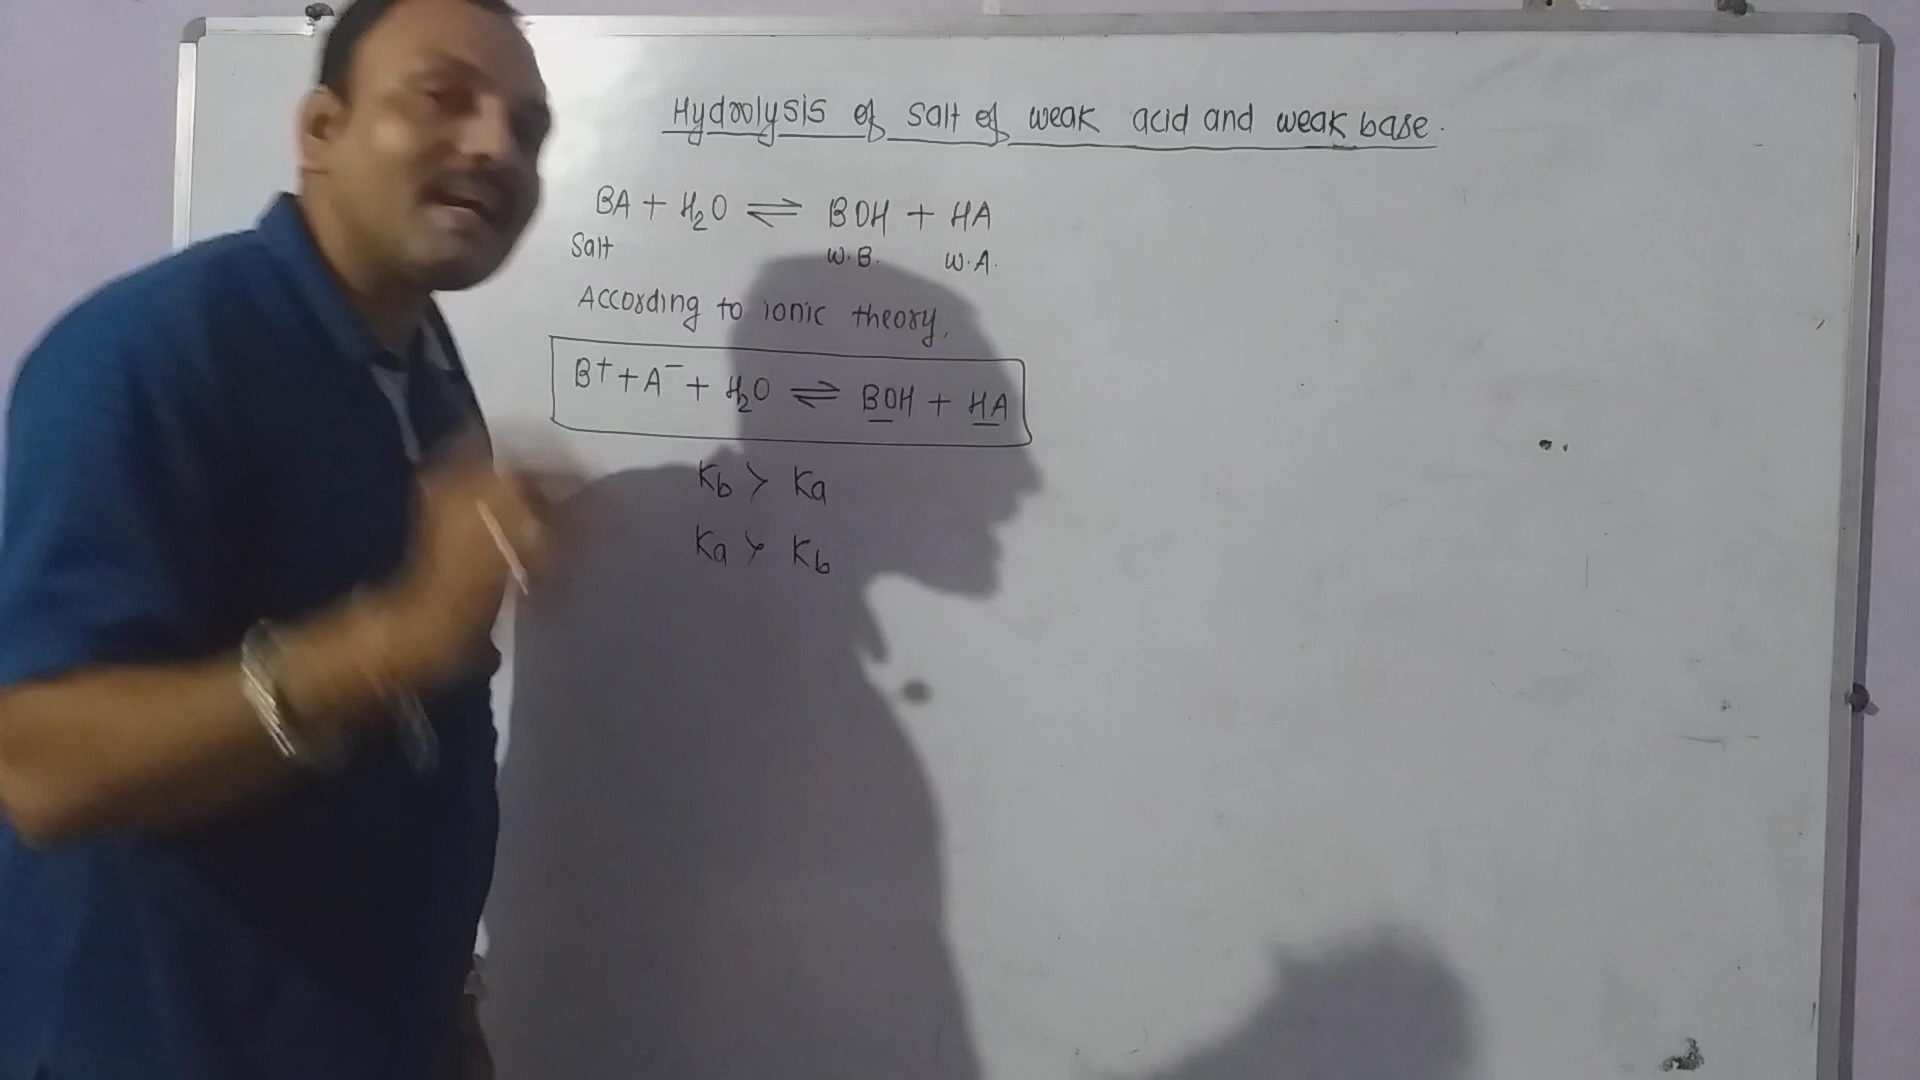 Hydrolysis of salt of weak acid and weak base.
BA + H₂O ⇌ BOH + HA
Salt W.B. W.A.
According to ionic theory,
B⁺ + A⁻ + H₂O ⇌ BOH + HA
Kb > Ka
Ka > Kb